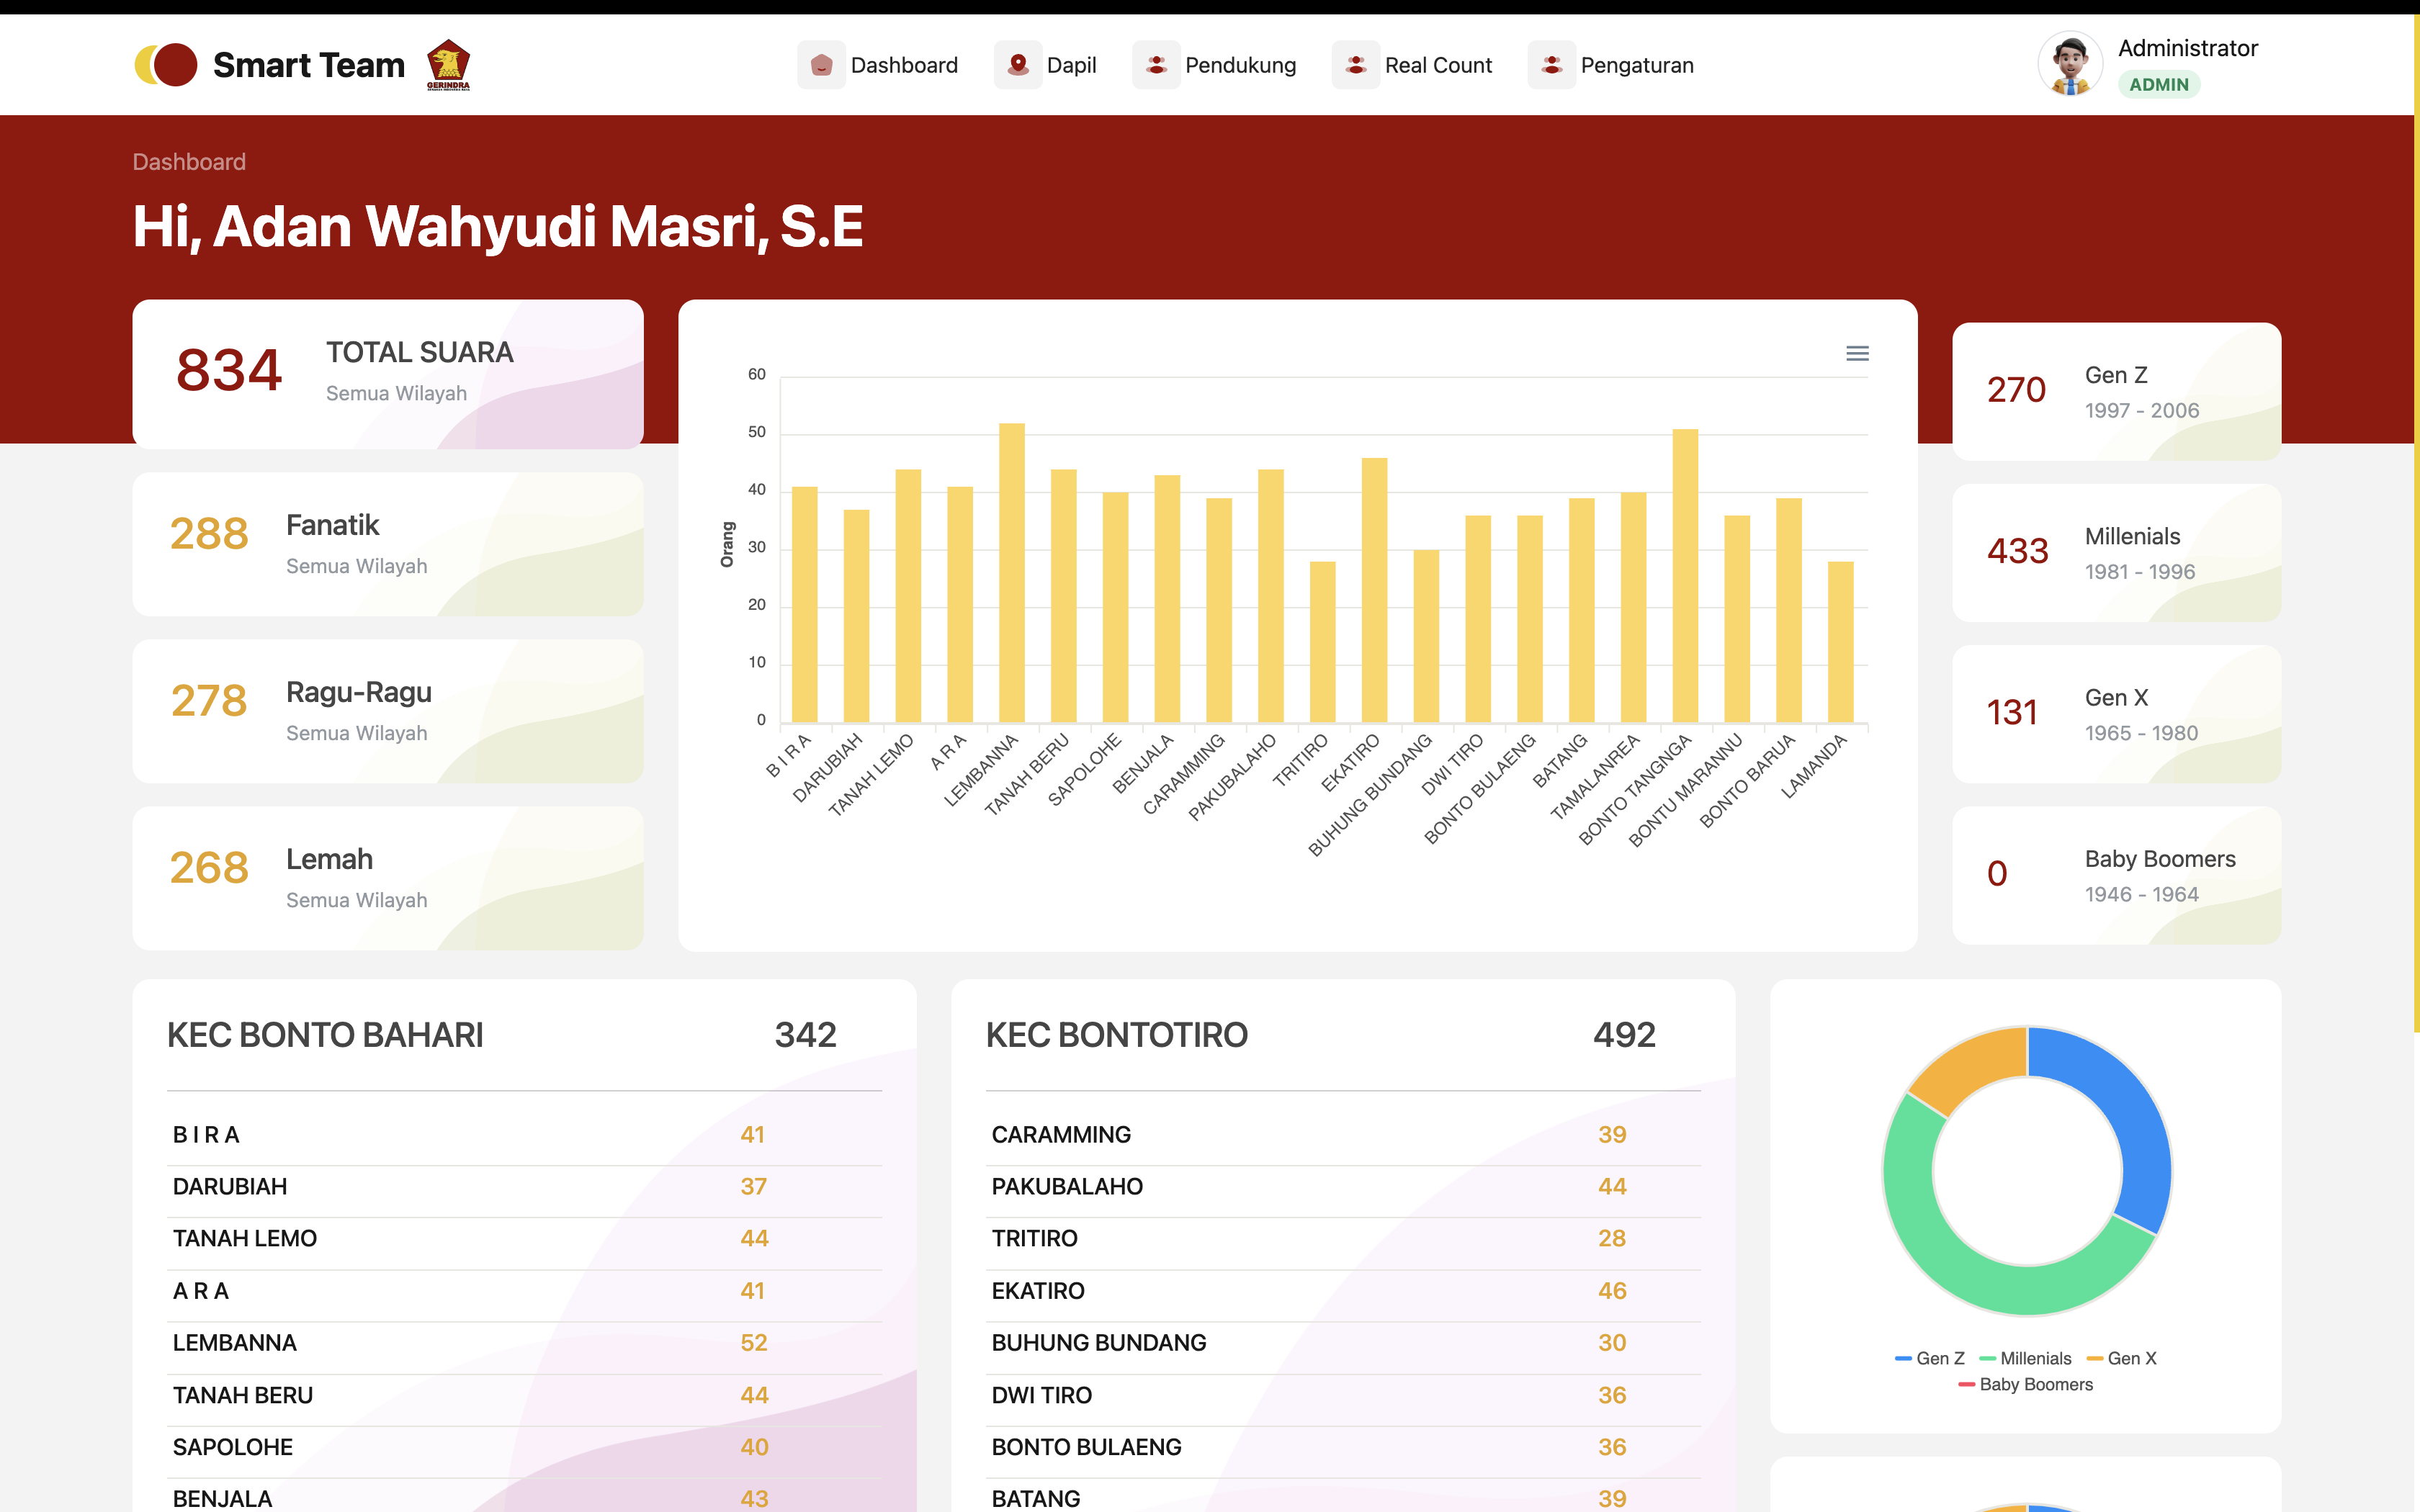 Smart Team
GERINDRA
Dashboard
Dapil
Pendukung
Real Count
Pengaturan
Administrator
ADMIN
Dashboard
Hi, Adan Wahyudi Masri, S.E
834
TOTAL SUARA
Semua Wilayah
288
Fanatik
Semua Wilayah
278
Ragu-Ragu
Semua Wilayah
268
Lemah
Semua Wilayah
60
50
40
30
20
10
0
Orang
B I R A
DARUBIAH
TANAH LEMO
A R A
LEMBANNA
TANAH BERU
SAPOLOHE
BENJALA
CARAMMING
PAKUBALAHO
TRITIRO
EKATIRO
BUHUNG BUNDANG
DWI TIRO
BONTO BULAENG
BATANG
TAMALANREA
BONTO TANGNGA
BONTU MARANNU
BONTO BARUA
LAMANDA
270
Gen Z
1997 - 2006
433
Millenials
1981 - 1996
131
Gen X
1965 - 1980
0
Baby Boomers
1946 - 1964
KEC BONTO BAHARI 342
B I R A 41
DARUBIAH 37
TANAH LEMO 44
A R A 41
LEMBANNA 52
TANAH BERU 44
SAPOLOHE 40
BENJALA 43
KEC BONTOTIRO 492
CARAMMING 39
PAKUBALAHO 44
TRITIRO 28
EKATIRO 46
BUHUNG BUNDANG 30
DWI TIRO 36
BONTO BULAENG 36
BATANG 39
Gen Z Millenials Gen X
Baby Boomers